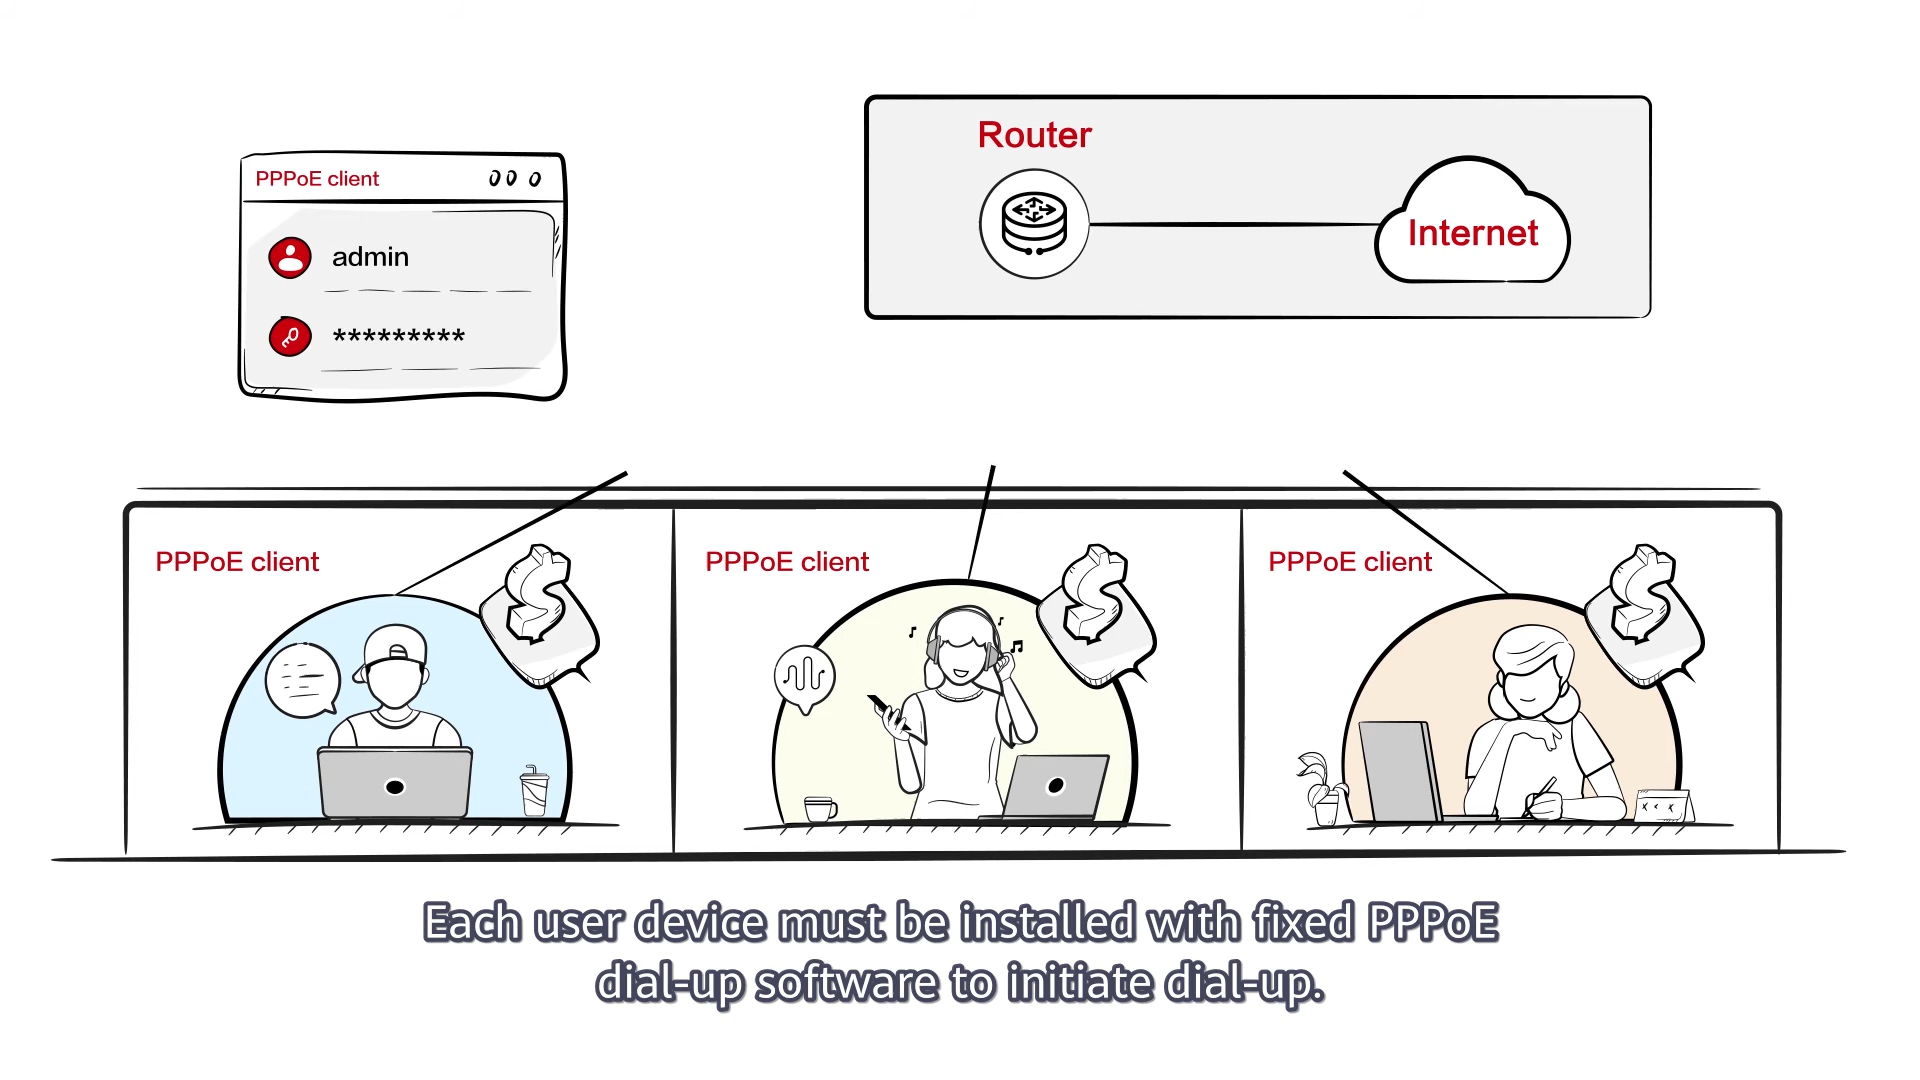 Router
Internet
PPPoE client
admin
*********
PPPoE client
PPPoE client
PPPoE client
Each user device must be installed with fixed PPPoE
dial-up software to initiate dial-up.